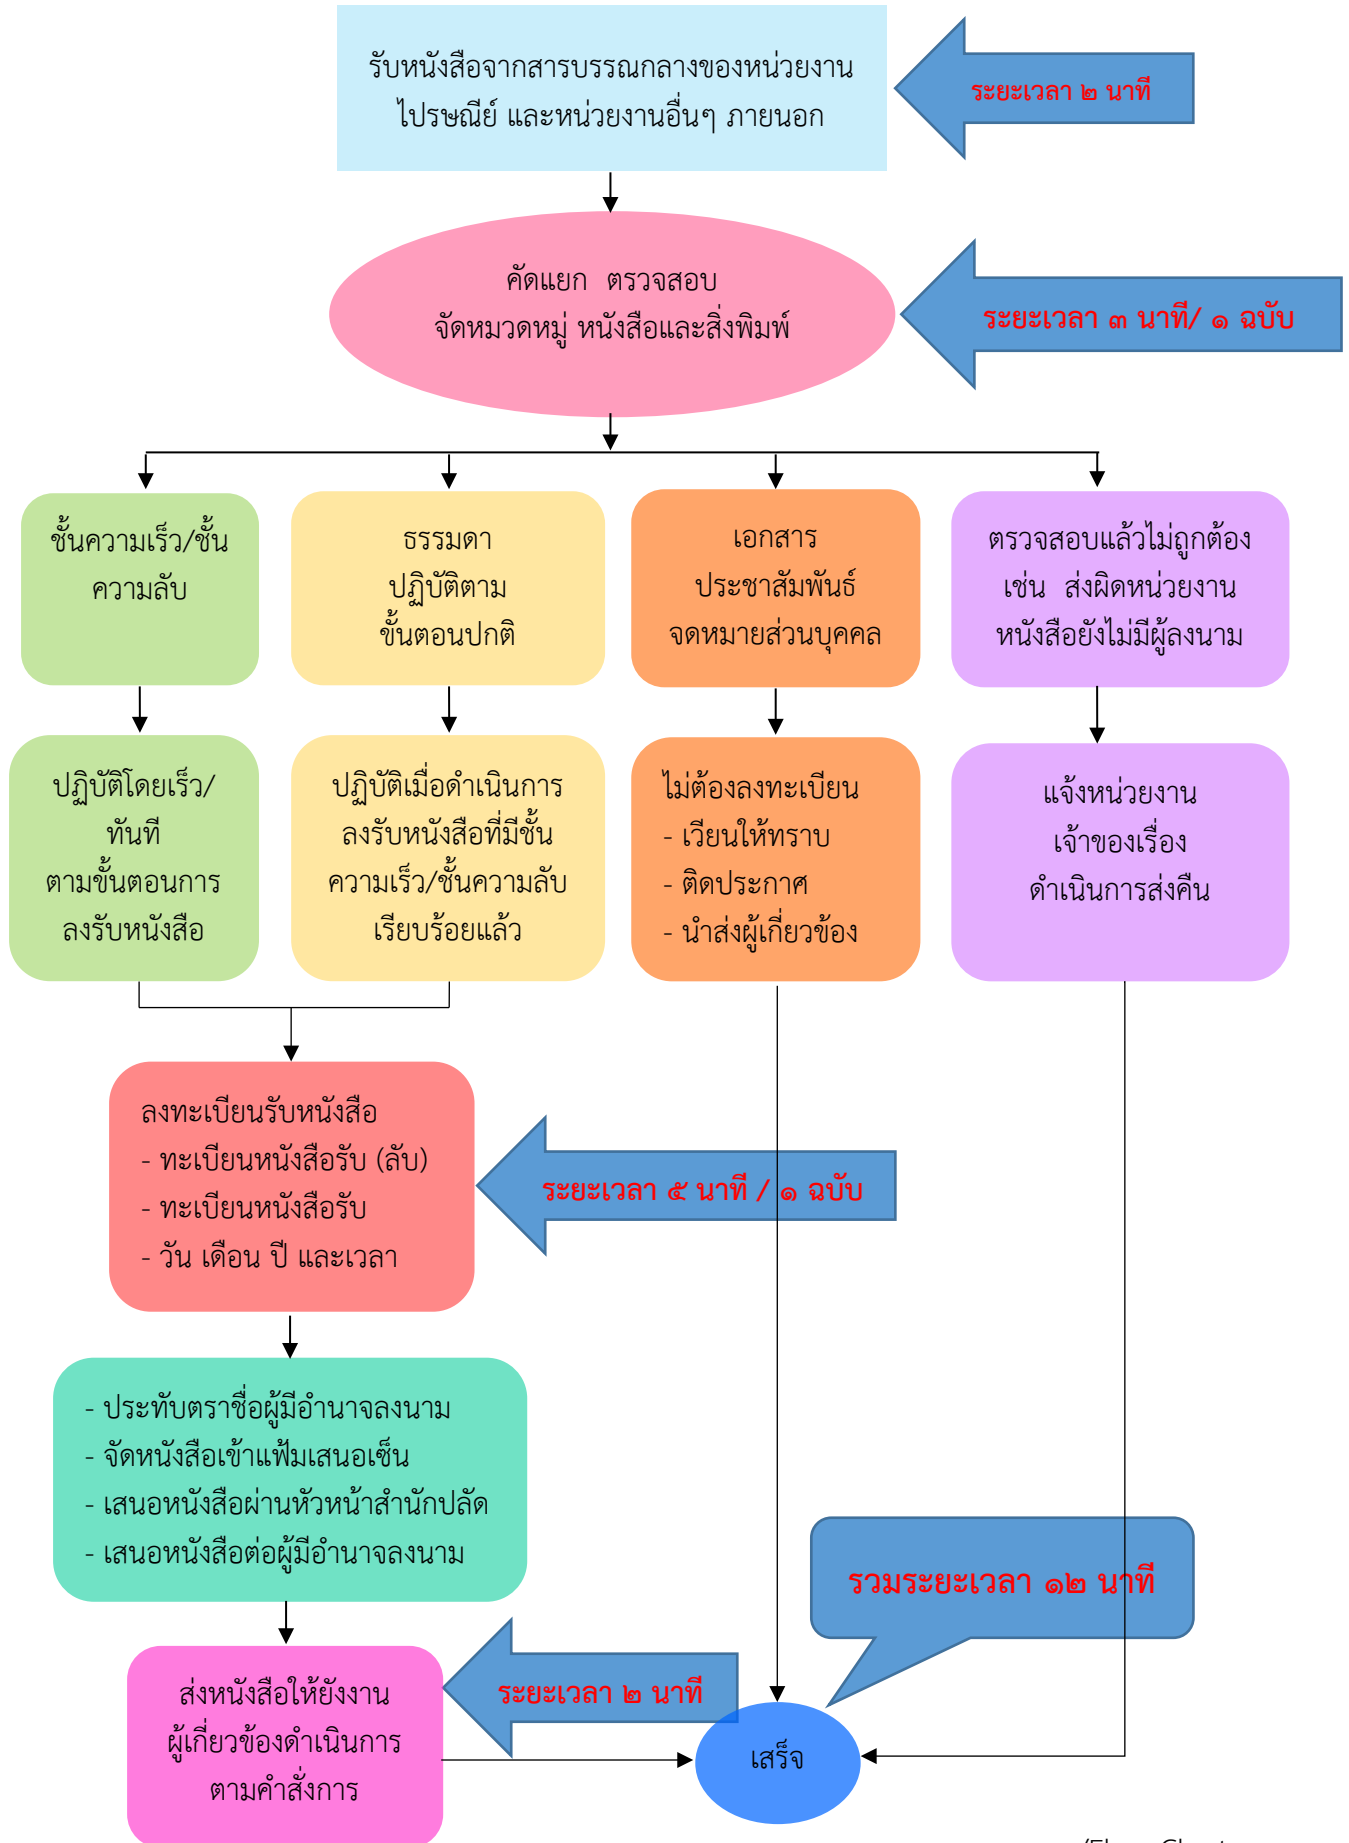 รับหนังสือจากสารบรรณกลางของหน่วยงาน
ไปรษณีย์ และหน่วยงานอื่นๆ ภายนอก
ระยะเวลา ๒ นาที
คัดแยก ตรวจสอบ
จัดหมวดหมู่ หนังสือและสิ่งพิมพ์
ระยะเวลา ๓ นาที/ ๑ ฉบับ
ชั้นความเร็ว/ชั้น
ความลับ
ธรรมดา
ปฏิบัติตาม
ขั้นตอนปกติ
เอกสาร
ประชาสัมพันธ์
จดหมายส่วนบุคคล
ตรวจสอบแล้วไม่ถูกต้อง
เช่น ส่งผิดหน่วยงาน
หนังสือยังไม่มีผู้ลงนาม
ปฏิบัติโดยเร็ว/
ทันที
ตามขั้นตอนการ
ลงรับหนังสือ
ปฏิบัติเมื่อดำเนินการ
ลงรับหนังสือที่มีชั้น
ความเร็ว/ชั้นความลับ
เรียบร้อยแล้ว
ไม่ต้องลงทะเบียน
- เวียนให้ทราบ
- ติดประกาศ
- นำส่งผู้เกี่ยวข้อง
แจ้งหน่วยงาน
เจ้าของเรื่อง
ดำเนินการส่งคืน
ลงทะเบียนรับหนังสือ
- ทะเบียนหนังสือรับ (ลับ)
- ทะเบียนหนังสือรับ
- วัน เดือน ปี และเวลา
ระยะเวลา ๕ นาที / ๑ ฉบับ
- ประทับตราชื่อผู้มีอำนาจลงนาม
- จัดหนังสือเข้าแฟ้มเสนอเซ็น
- เสนอหนังสือผ่านหัวหน้าสำนักปลัด
- เสนอหนังสือต่อผู้มีอำนาจลงนาม
รวมระยะเวลา ๑๒ นาที
ส่งหนังสือให้ยังงาน
ผู้เกี่ยวข้องดำเนินการ
ตามคำสั่งการ
ระยะเวลา ๒ นาที
เสร็จ